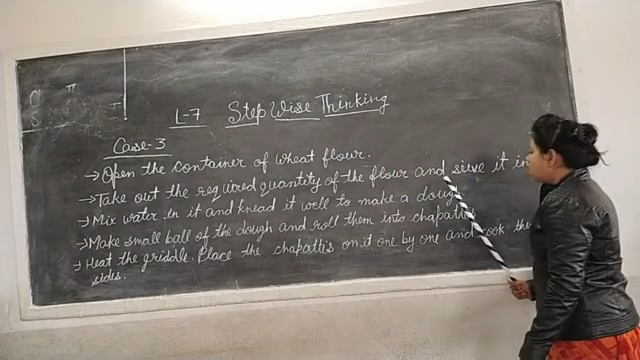 L-7 Step Wise Thinking
Case-3
→ Open the container of wheat flour.
→ Take out the required quantity of the flour and sieve it in
→ Mix water in it and knead it well to make a dough
→ Make small ball of the dough and roll them into chapattis
→ Heat the griddle. Place the chapattis on it one by one and cook the
sides.